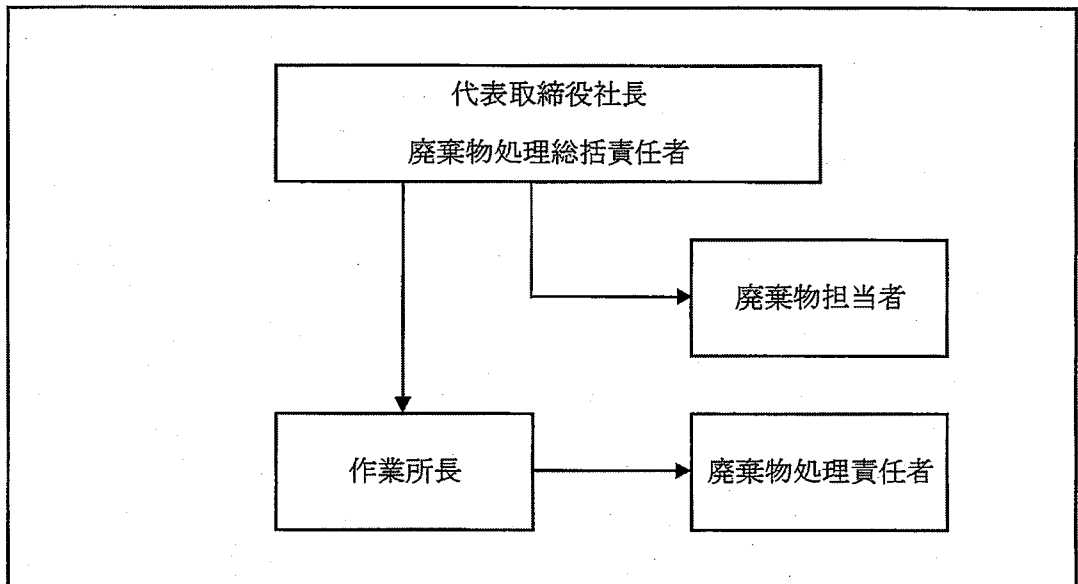 代表取締役社長
廃棄物処理総括責任者
廃棄物担当者
作業所長
廃棄物処理責任者